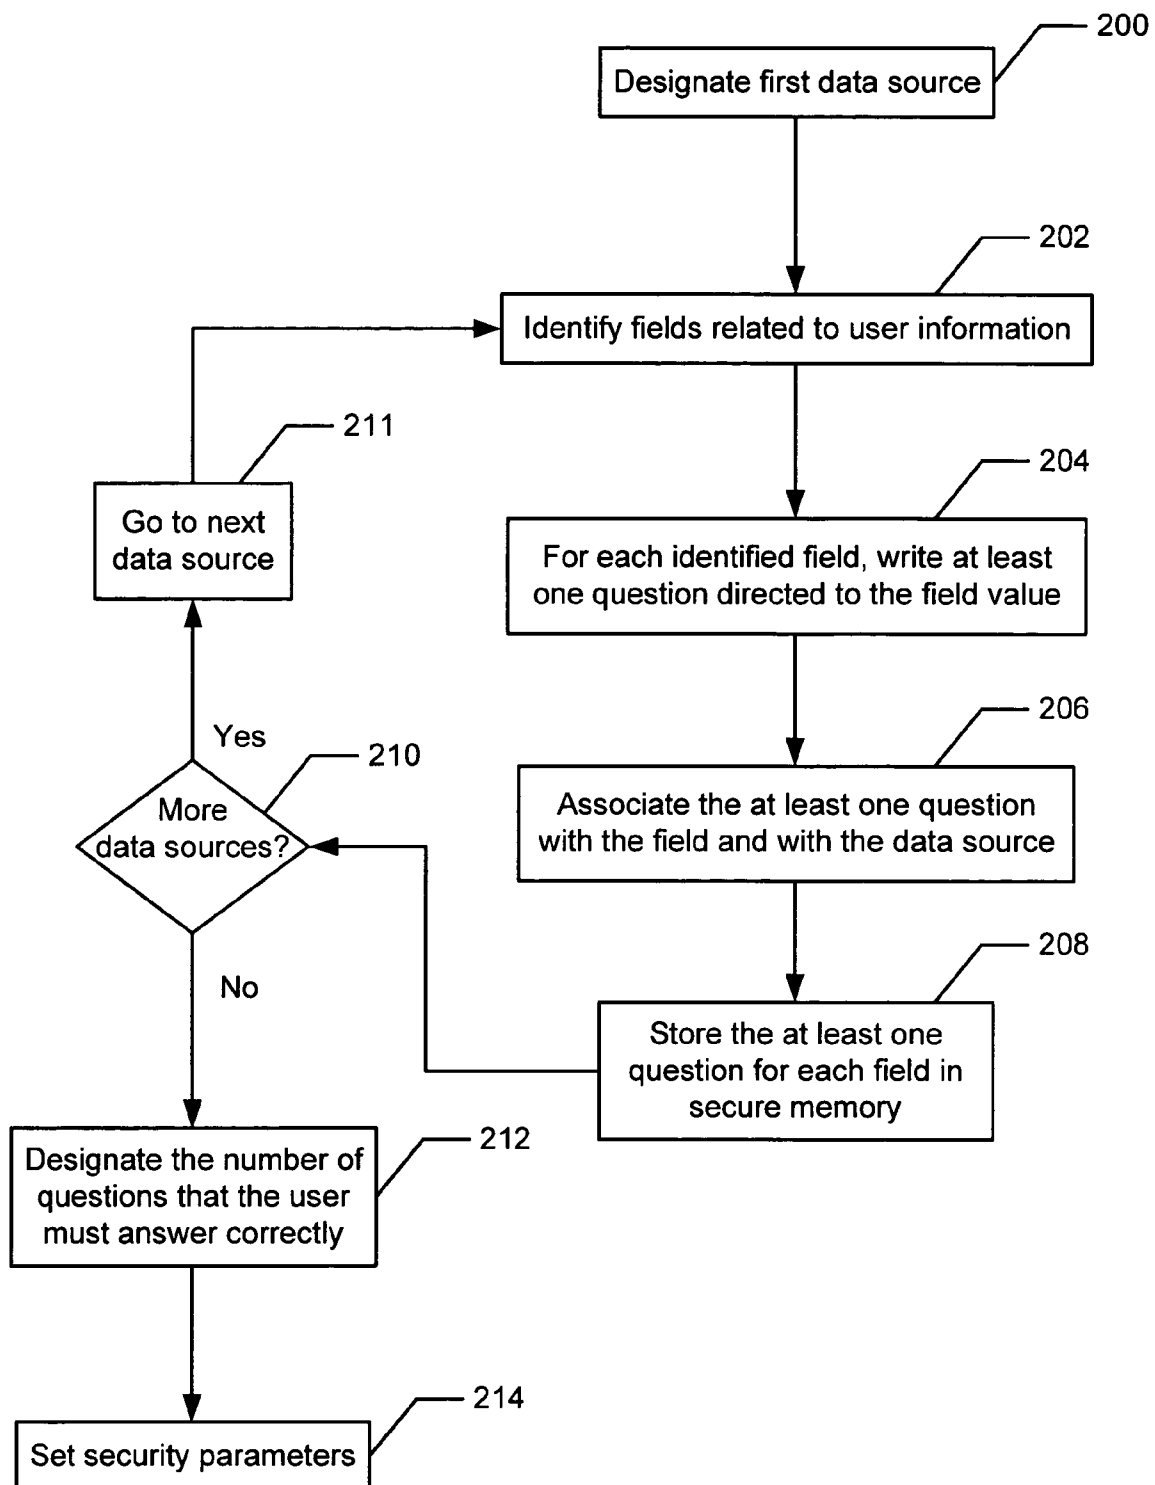 200
Designate first data source
202
Identify fields related to user information
211
Go to next
data source
204
For each identified field, write at least
one question directed to the field value
Yes
206
210
More
data sources?
Associate the at least one question
with the field and with the data source
No
208
Store the at least one
question for each field in
secure memory
212
Designate the number of
questions that the user
must answer correctly
214
Set security parameters